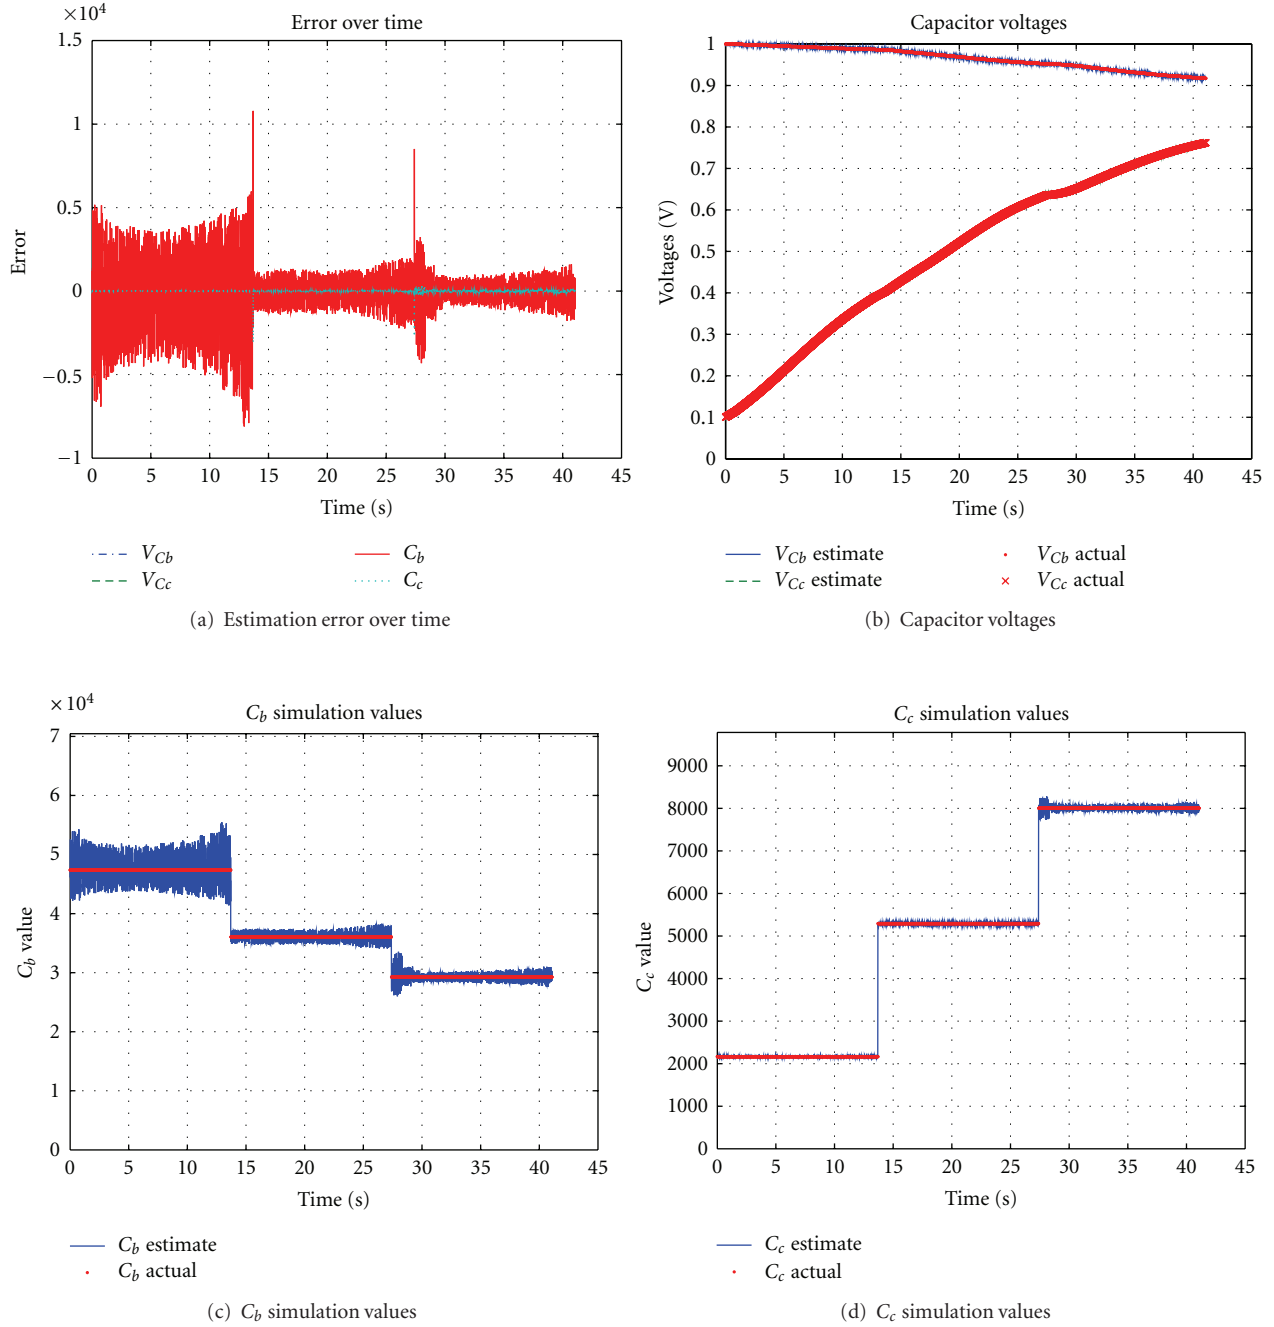 Error over time
×10⁴
1.5
1
0.5
0
−0.5
−1
Error
0 5 10 15 20 25 30 35 40 45
Time (s)
V_Cb C_b
V_Cc C_c
(a) Estimation error over time
Capacitor voltages
1
0.9
0.8
0.7
0.6
0.5
0.4
0.3
0.2
0.1
0
Voltages (V)
0 5 10 15 20 25 30 35 40 45
Time (s)
V_Cb estimate V_Cb actual
V_Cc estimate V_Cc actual
(b) Capacitor voltages
C_b simulation values
×10⁴
7
6
5
4
3
2
1
0
C_b value
0 5 10 15 20 25 30 35 40 45
Time (s)
C_b estimate
C_b actual
(c) C_b simulation values
C_c simulation values
9000
8000
7000
6000
5000
4000
3000
2000
1000
0
C_c value
0 5 10 15 20 25 30 35 40 45
Time (s)
C_c estimate
C_c actual
(d) C_c simulation values